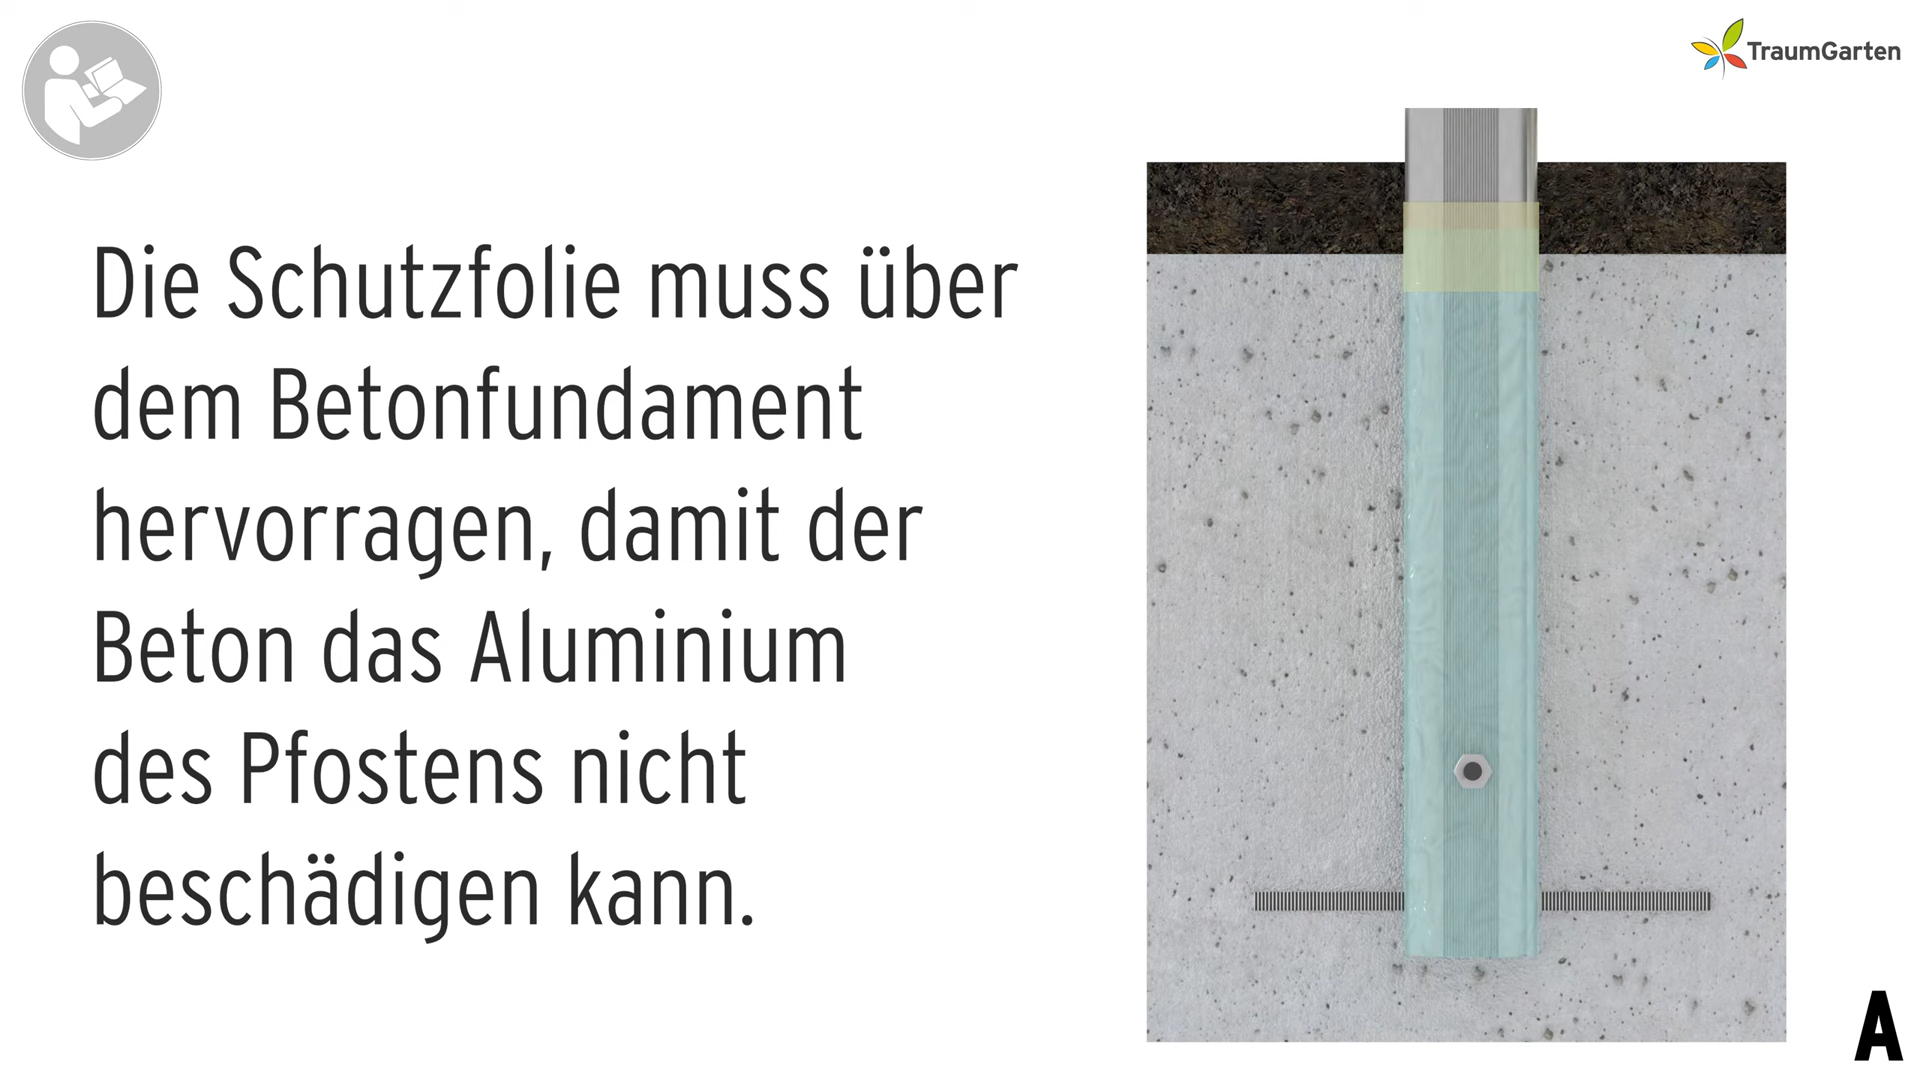 TraumGarten
Die Schutzfolie muss über
dem Betonfundament
hervorragen, damit der
Beton das Aluminium
des Pfostens nicht
beschädigen kann.
A